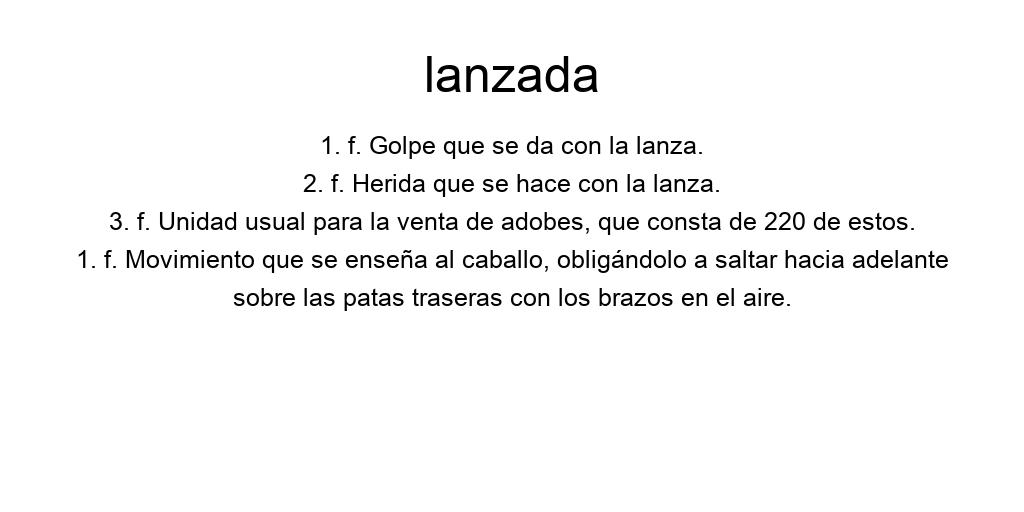 lanzada
1. f. Golpe que se da con la lanza.
2. f. Herida que se hace con la lanza.
3. f. Unidad usual para la venta de adobes, que consta de 220 de estos.
1. f. Movimiento que se enseña al caballo, obligándolo a saltar hacia adelante
sobre las patas traseras con los brazos en el aire.